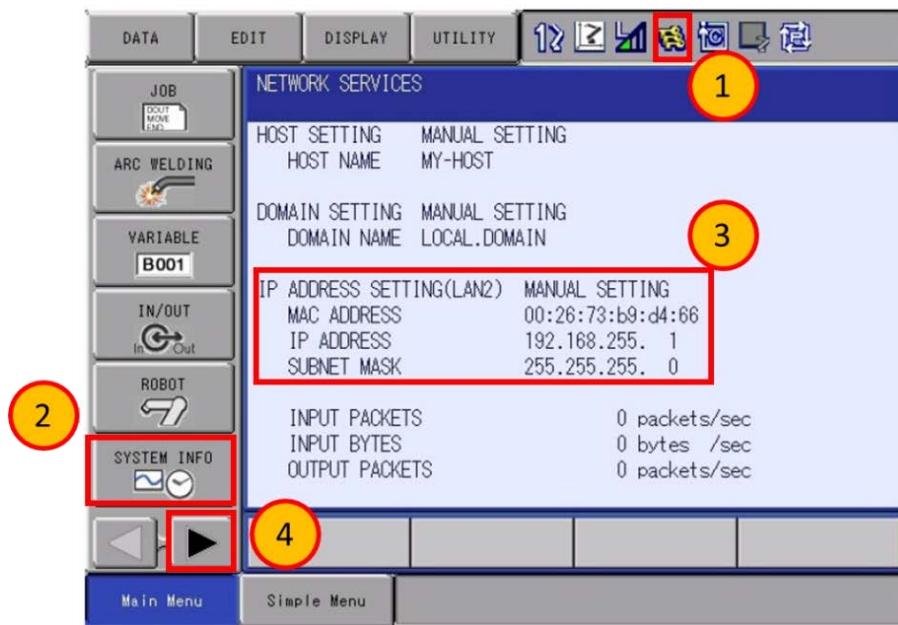 DATA
EDIT
DISPLAY
UTILITY
1
JOB
DOUT
MOVE
END
ARC WELDING
VARIABLE
B001
IN/OUT
In Out
ROBOT
2
SYSTEM INFO
NETWORK SERVICES
HOST SETTING MANUAL SETTING
HOST NAME MY-HOST
DOMAIN SETTING MANUAL SETTING
DOMAIN NAME LOCAL.DOMAIN
3
IP ADDRESS SETTING(LAN2) MANUAL SETTING
MAC ADDRESS 00:26:73:b9:d4:66
IP ADDRESS 192.168.255. 1
SUBNET MASK 255.255.255. 0
INPUT PACKETS 0 packets/sec
INPUT BYTES 0 bytes /sec
OUTPUT PACKETS 0 packets/sec
4
Main Menu
Simple Menu